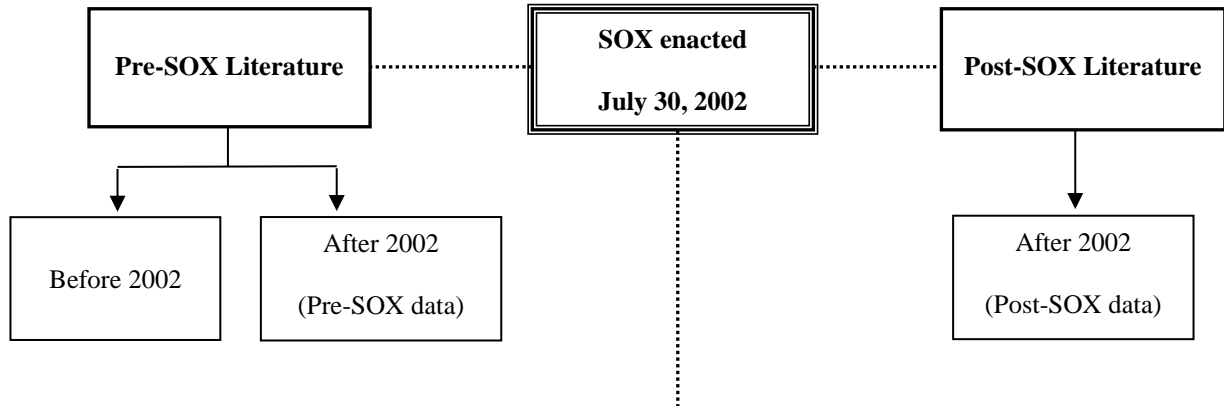 Pre-SOX Literature
SOX enacted
July 30, 2002
Post-SOX Literature
Before 2002
After 2002
(Pre-SOX data)
After 2002
(Post-SOX data)